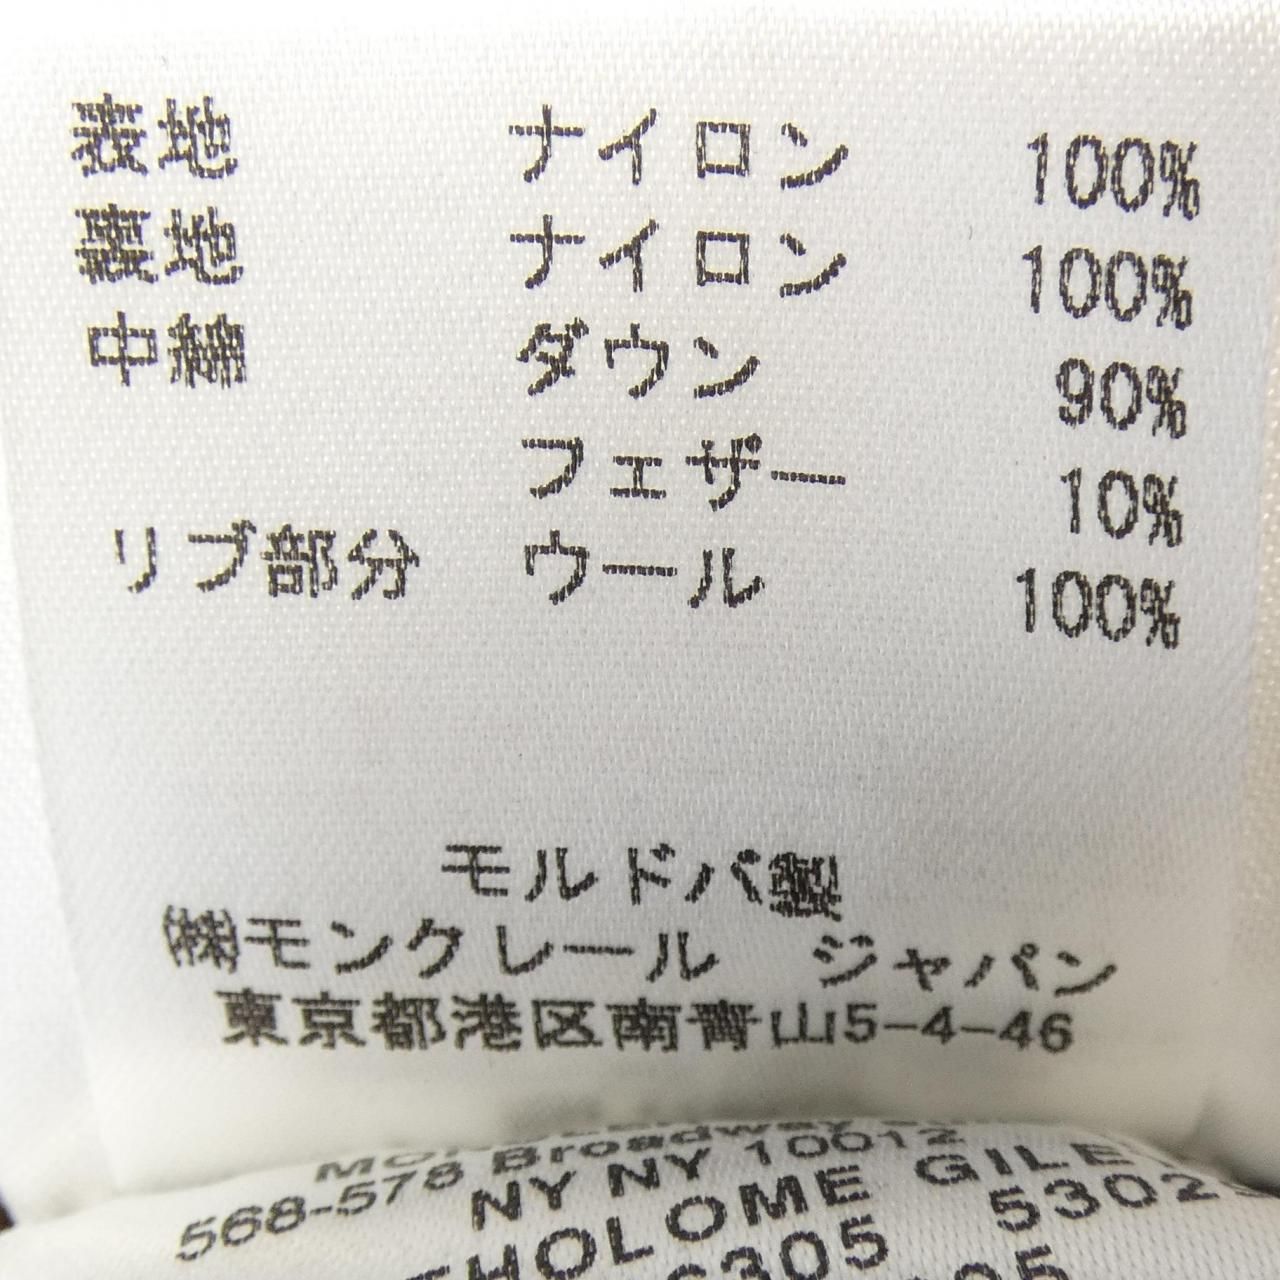 表地 ナイロン 100%
裏地 ナイロン 100%
中綿 ダウン 90%
フェザー 10%
リブ部分 ウール 100%
モルドバ製
㈱モンクレール ジャパン
東京都港区南青山5-4-46
568-578 Broadway
NY NY 10012